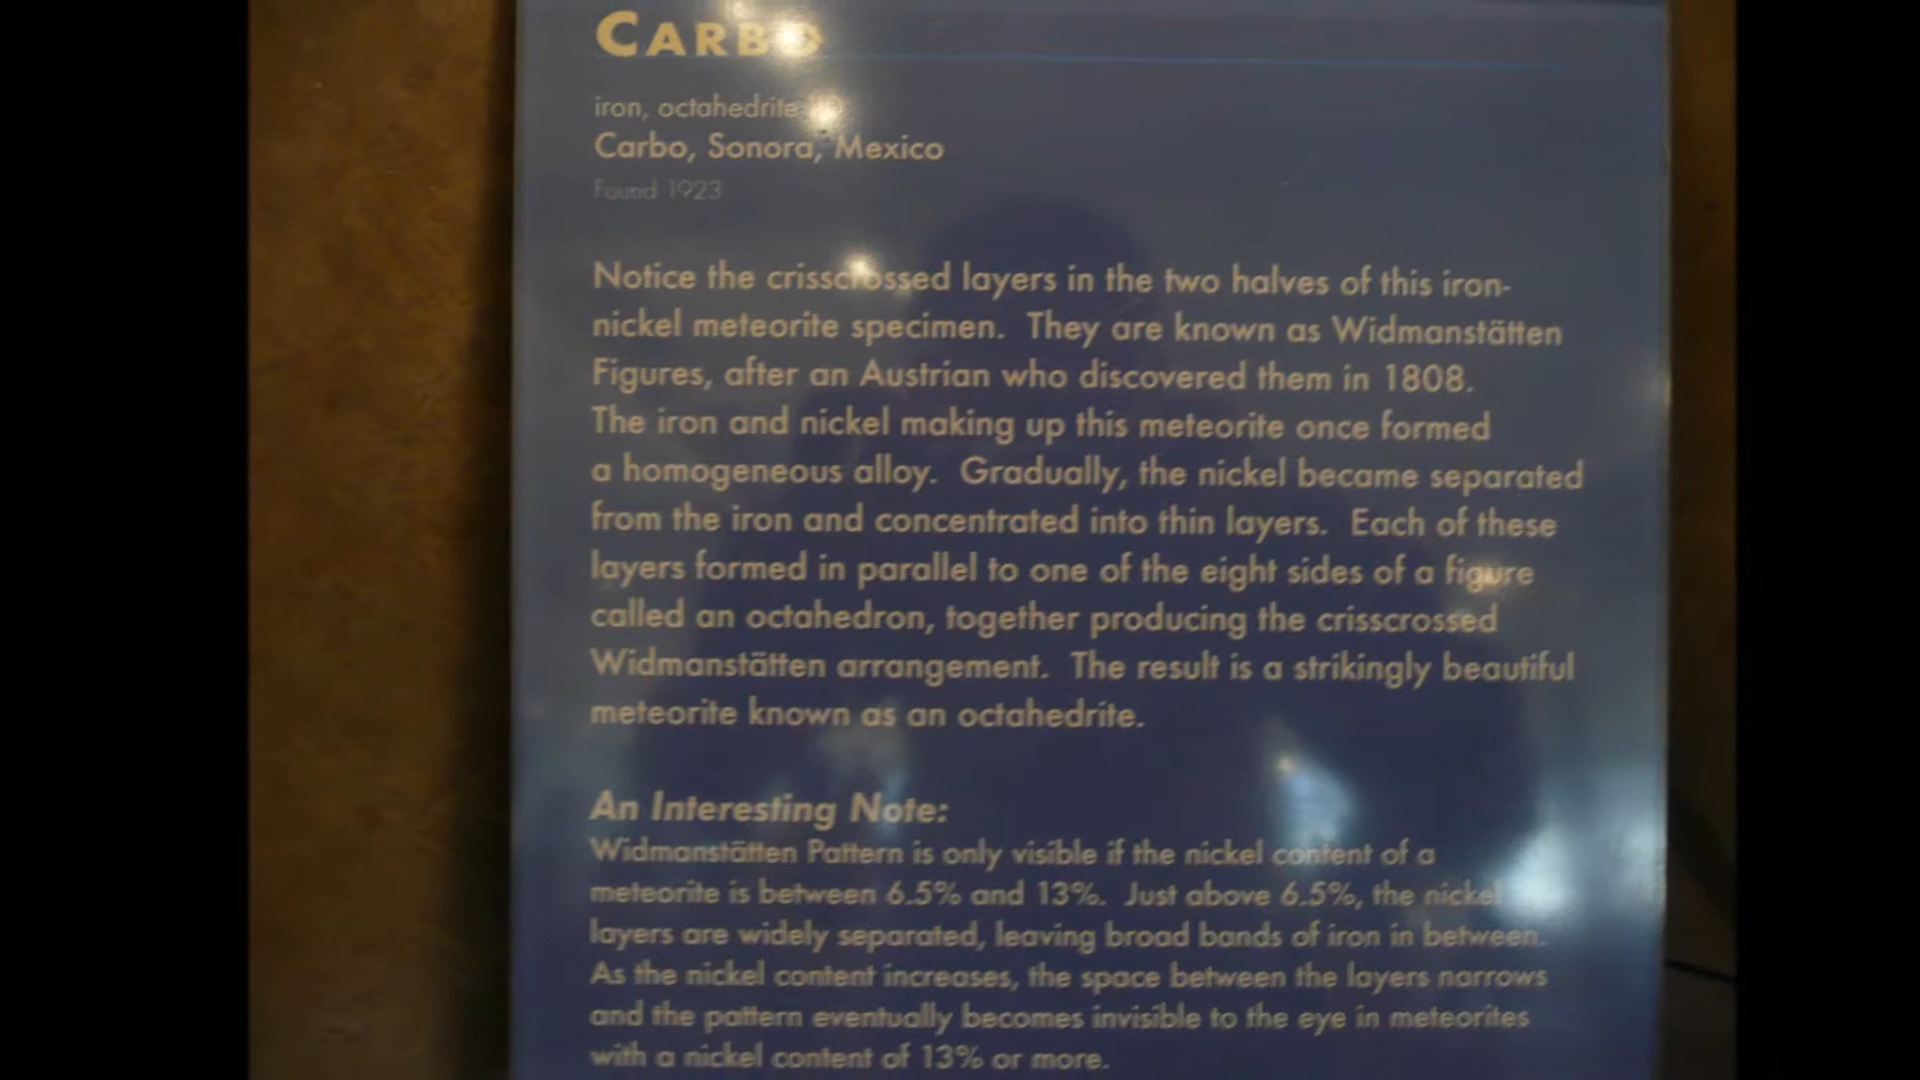 CARBO
iron, octahedrite
Carbo, Sonora, Mexico
Found 1923
Notice the crisscrossed layers in the two halves of this iron-
nickel meteorite specimen. They are known as Widmanstätten
Figures, after an Austrian who discovered them in 1808.
The iron and nickel making up this meteorite once formed
a homogeneous alloy. Gradually, the nickel became separated
from the iron and concentrated into thin layers. Each of these
layers formed in parallel to one of the eight sides of a figure
called an octahedron, together producing the crisscrossed
Widmanstätten arrangement. The result is a strikingly beautiful
meteorite known as an octahedrite.
An Interesting Note:
Widmanstätten Pattern is only visible if the nickel content of a
meteorite is between 6.5% and 13%. Just above 6.5%, the nickel
layers are widely separated, leaving broad bands of iron in between.
As the nickel content increases, the space between the layers narrows
and the pattern eventually becomes invisible to the eye in meteorites
with a nickel content of 13% or more.